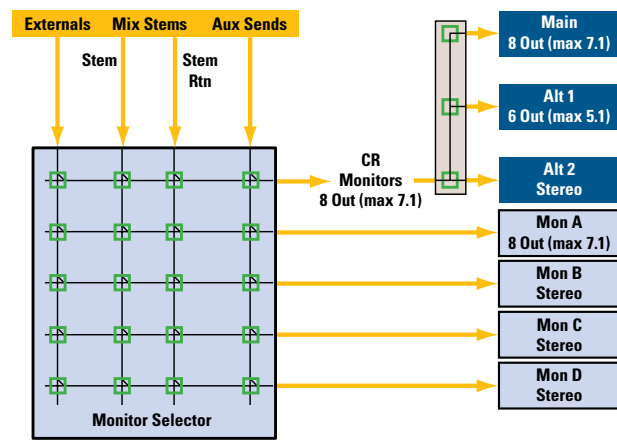 Externals Mix Stems Aux Sends
Stem
Stem
Rtn
Main
8 Out (max 7.1)
Alt 1
6 Out (max 5.1)
CR
Monitors
8 Out (max 7.1)
Alt 2
Stereo
Mon A
8 Out (max 7.1)
Mon B
Stereo
Mon C
Stereo
Mon D
Stereo
Monitor Selector